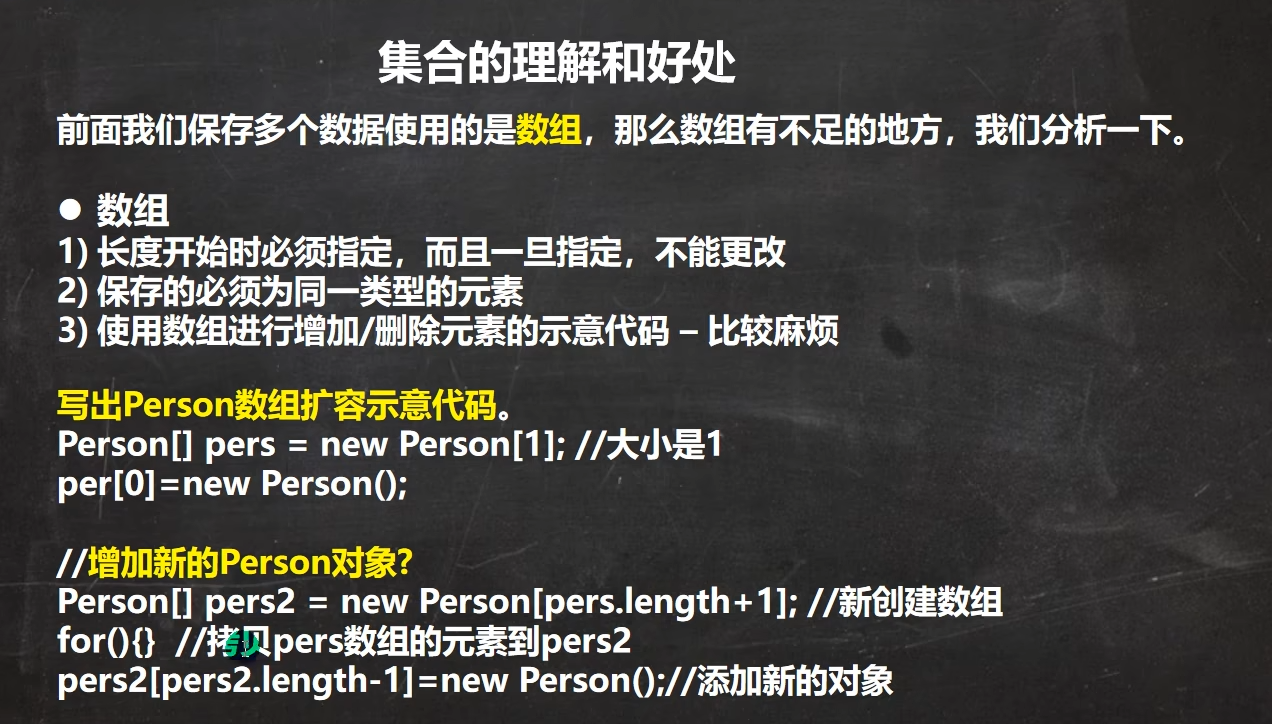 集合的理解和好处
前面我们保存多个数据使用的是数组，那么数组有不足的地方，我们分析一下。
● 数组
1) 长度开始时必须指定，而且一旦指定，不能更改
2) 保存的必须为同一类型的元素
3) 使用数组进行增加/删除元素的示意代码 – 比较麻烦
写出Person数组扩容示意代码。
Person[] pers = new Person[1]; //大小是1
per[0]=new Person();
//增加新的Person对象?
Person[] pers2 = new Person[pers.length+1]; //新创建数组
for(){} //拷贝pers数组的元素到pers2
pers2[pers2.length-1]=new Person();//添加新的对象